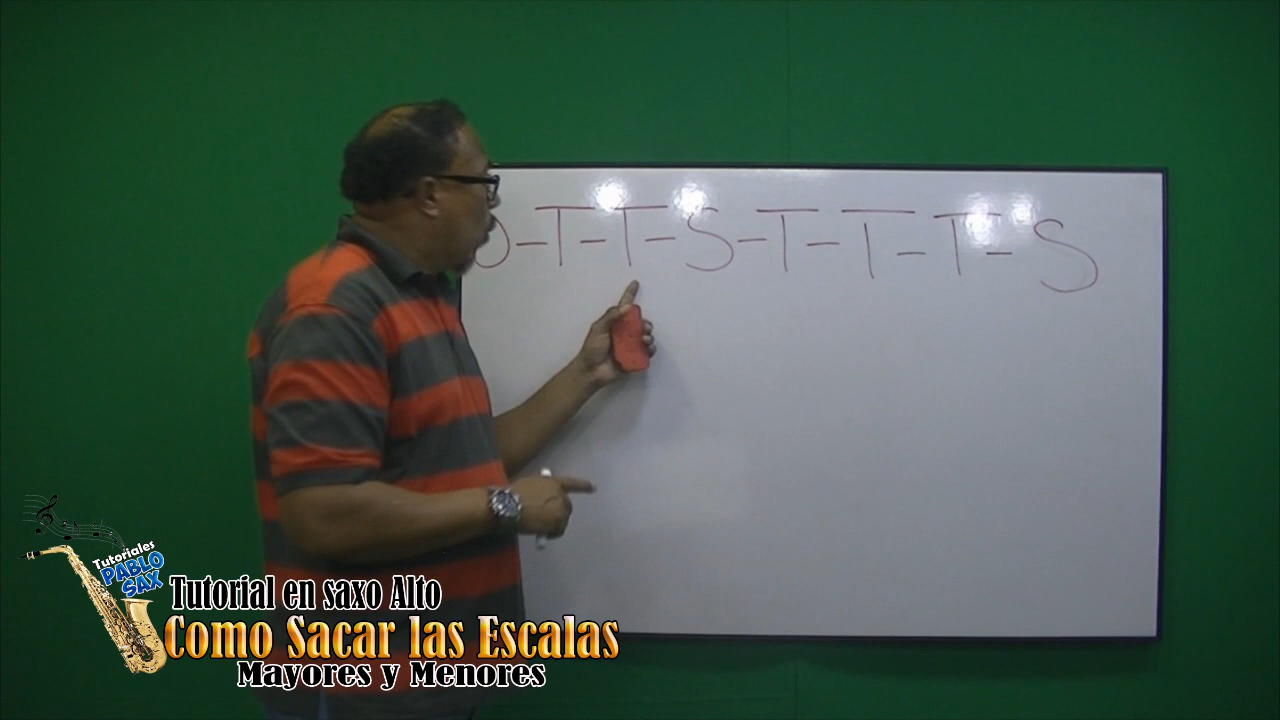 -T-T-S-T-T-T-S
Tutoriales
PABLO
SAX
Tutorial en saxo Alto
Como Sacar las Escalas
Mayores y Menores